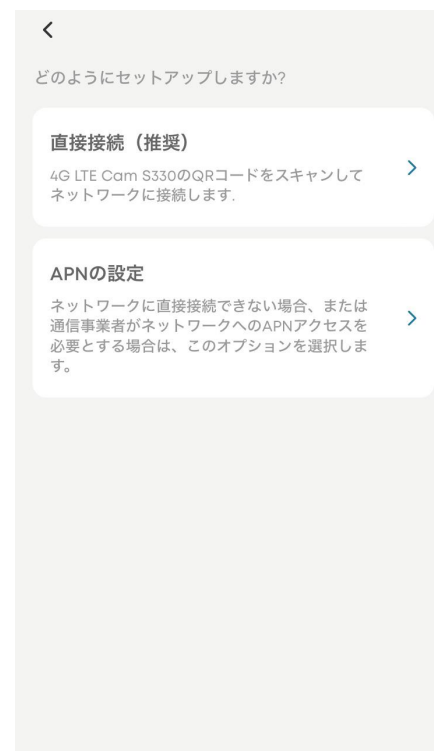 どのようにセットアップしますか?
直接接続（推奨）
4G LTE Cam S330のQRコードをスキャンして
ネットワークに接続します.
APNの設定
ネットワークに直接接続できない場合、または
通信事業者がネットワークへのAPNアクセスを
必要とする場合は、このオプションを選択しま
す。